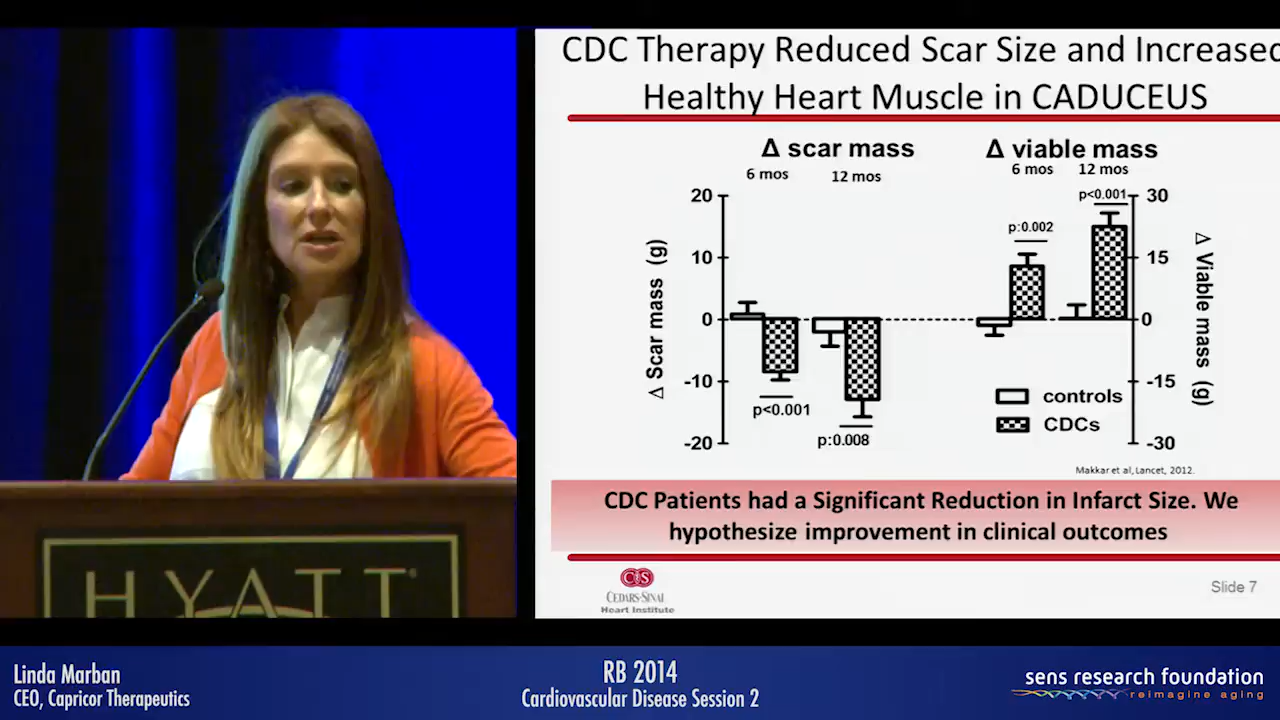 CDC Therapy Reduced Scar Size and Increased
Healthy Heart Muscle in CADUCEUS
Δ scar mass
Δ viable mass
6 mos
12 mos
6 mos
12 mos
20
10
0
-10
-20
Δ Scar mass (g)
p<0.001
p:0.008
p:0.002
p<0.001
30
15
0
-15
-30
Δ Viable mass (g)
controls
CDCs
Makkar et al, Lancet, 2012.
CDC Patients had a Significant Reduction in Infarct Size. We
hypothesize improvement in clinical outcomes
CEDARS-SINAI
Heart Institute
Slide 7
HYATT
Linda Marban
CEO, Capricor Therapeutics
RB 2014
Cardiovascular Disease Session 2
sens research foundation
reimagine aging